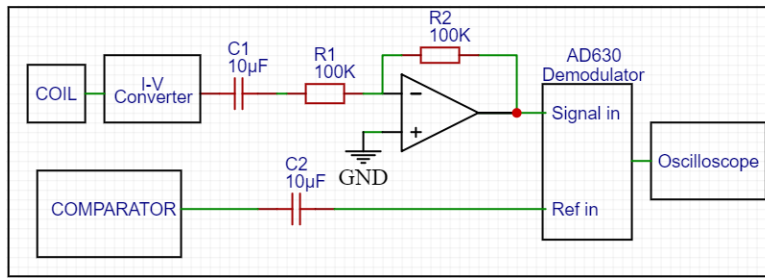 COIL
I-V
Converter
C1
10μF
R1
100K
R2
100K
−
+
GND
AD630
Demodulator
Signal in
Ref in
Oscilloscope
COMPARATOR
C2
10μF